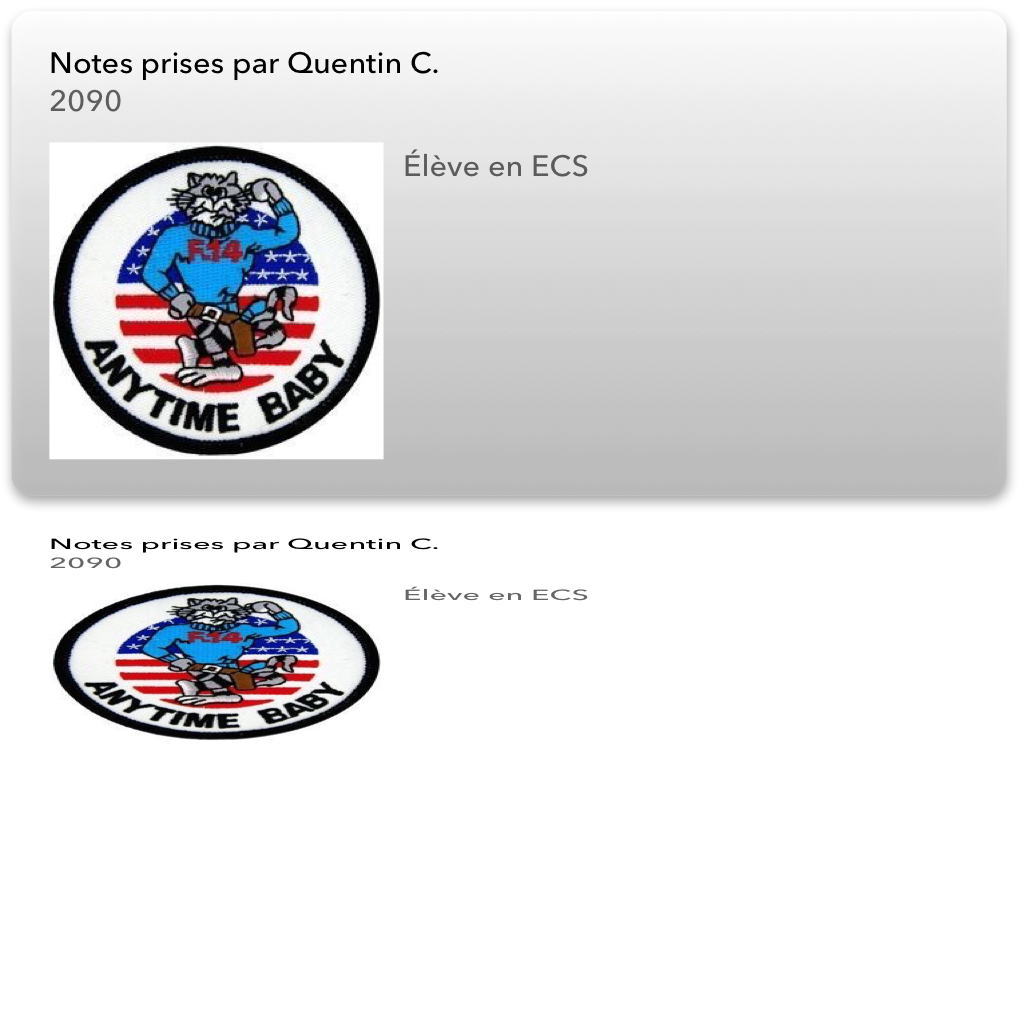 Notes prises par Quentin C.
2090
Élève en ECS
F-14
ANYTIME BABY
Notes prises par Quentin C.
2090
Élève en ECS
F-14
ANYTIME BABY